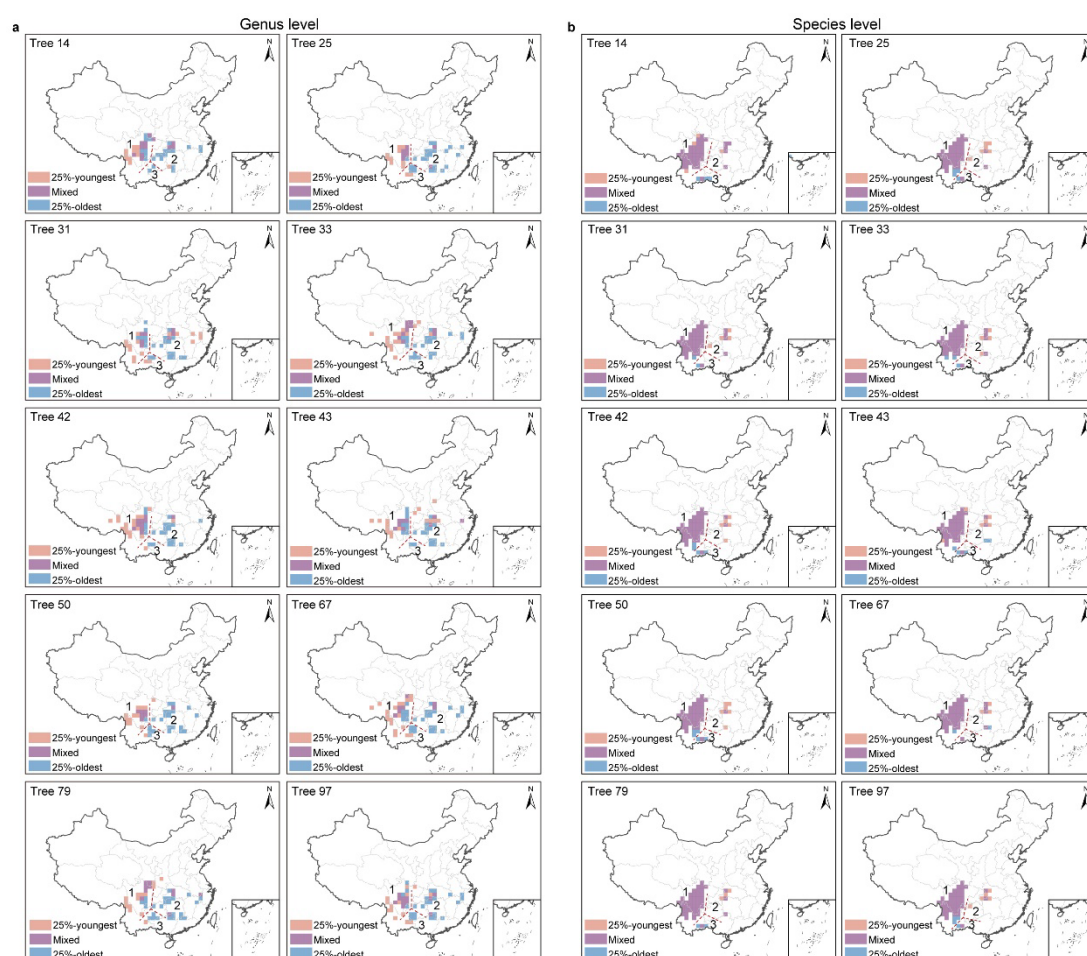 a
Genus level
Tree 14
N
1
2
3
25%-youngest
Mixed
25%-oldest
Tree 25
N
1
2
3
25%-youngest
Mixed
25%-oldest
Tree 31
N
1
2
3
25%-youngest
Mixed
25%-oldest
Tree 33
N
1
2
3
25%-youngest
Mixed
25%-oldest
Tree 42
N
1
2
3
25%-youngest
Mixed
25%-oldest
Tree 43
N
1
2
3
25%-youngest
Mixed
25%-oldest
Tree 50
N
1
2
3
25%-youngest
Mixed
25%-oldest
Tree 67
N
1
2
3
25%-youngest
Mixed
25%-oldest
Tree 79
N
1
2
3
25%-youngest
Mixed
25%-oldest
Tree 97
N
1
2
3
25%-youngest
Mixed
25%-oldest
b
Species level
Tree 14
N
1
2
3
25%-youngest
Mixed
25%-oldest
Tree 25
N
1
2
3
25%-youngest
Mixed
25%-oldest
Tree 31
N
1
2
3
25%-youngest
Mixed
25%-oldest
Tree 33
N
1
2
3
25%-youngest
Mixed
25%-oldest
Tree 42
N
1
2
3
25%-youngest
Mixed
25%-oldest
Tree 43
N
1
2
3
25%-youngest
Mixed
25%-oldest
Tree 50
N
1
2
3
25%-youngest
Mixed
25%-oldest
Tree 67
N
1
2
3
25%-youngest
Mixed
25%-oldest
Tree 79
N
1
2
3
25%-youngest
Mixed
25%-oldest
Tree 97
N
1
2
3
25%-youngest
Mixed
25%-oldest